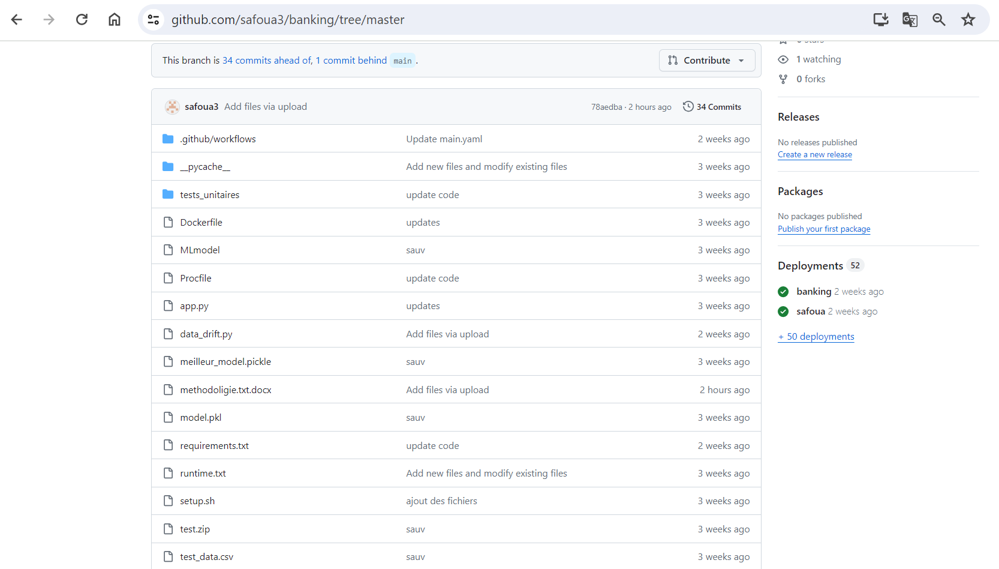 github.com/safoua3/banking/tree/master
This branch is 34 commits ahead of, 1 commit behind main .
Contribute
safoua3 Add files via upload 78aedba · 2 hours ago 34 Commits
.github/workflows Update main.yaml 2 weeks ago
__pycache__ Add new files and modify existing files 3 weeks ago
tests_unitaires update code 3 weeks ago
Dockerfile updates 3 weeks ago
MLmodel sauv 3 weeks ago
Procfile update code 3 weeks ago
app.py updates 3 weeks ago
data_drift.py Add files via upload 2 weeks ago
meilleur_model.pickle sauv 3 weeks ago
methodoligie.txt.docx Add files via upload 2 hours ago
model.pkl sauv 3 weeks ago
requirements.txt update code 2 weeks ago
runtime.txt Add new files and modify existing files 3 weeks ago
setup.sh ajout des fichiers 3 weeks ago
test.zip sauv 3 weeks ago
test_data.csv sauv 3 weeks ago
0 stars
1 watching
0 forks
Releases
No releases published
Create a new release
Packages
No packages published
Publish your first package
Deployments 52
banking 2 weeks ago
safoua 2 weeks ago
+ 50 deployments